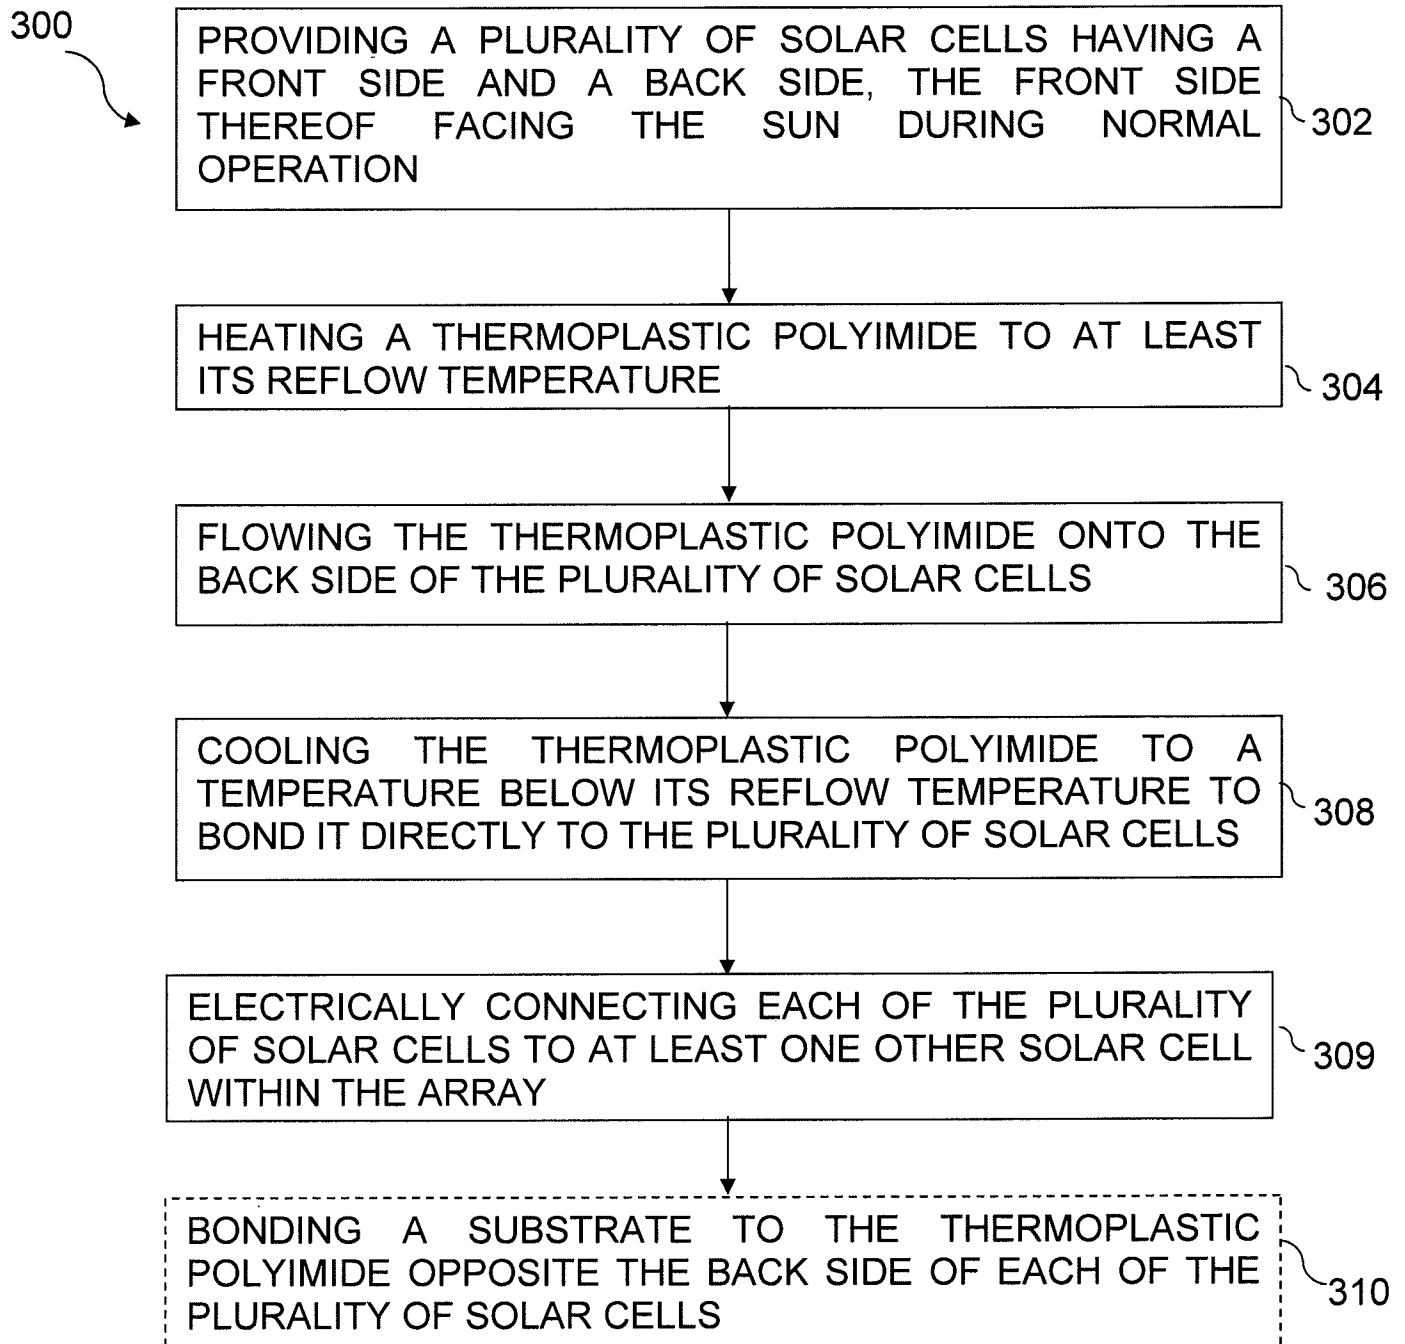 300
PROVIDING A PLURALITY OF SOLAR CELLS HAVING A
FRONT SIDE AND A BACK SIDE, THE FRONT SIDE
THEREOF FACING THE SUN DURING NORMAL
OPERATION
302
HEATING A THERMOPLASTIC POLYIMIDE TO AT LEAST
ITS REFLOW TEMPERATURE
304
FLOWING THE THERMOPLASTIC POLYIMIDE ONTO THE
BACK SIDE OF THE PLURALITY OF SOLAR CELLS
306
COOLING THE THERMOPLASTIC POLYIMIDE TO A
TEMPERATURE BELOW ITS REFLOW TEMPERATURE TO
BOND IT DIRECTLY TO THE PLURALITY OF SOLAR CELLS
308
ELECTRICALLY CONNECTING EACH OF THE PLURALITY
OF SOLAR CELLS TO AT LEAST ONE OTHER SOLAR CELL
WITHIN THE ARRAY
309
BONDING A SUBSTRATE TO THE THERMOPLASTIC
POLYIMIDE OPPOSITE THE BACK SIDE OF EACH OF THE
PLURALITY OF SOLAR CELLS
310